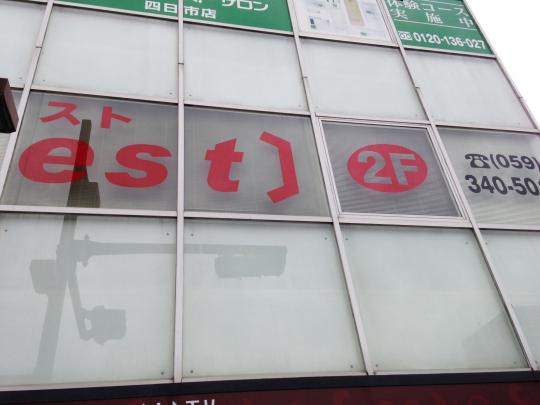 サロン
四日市店
体験コース
実施中
0120-136-027
スト
est〕
2F
☎(059)
340-50